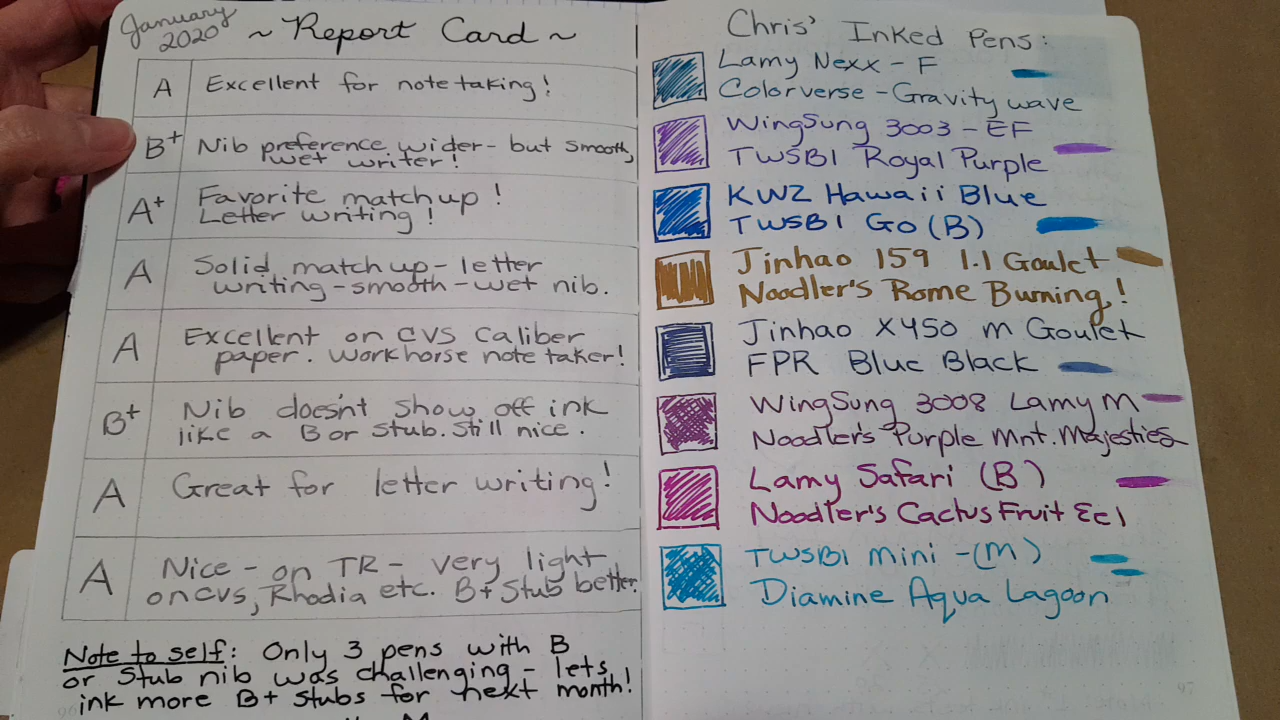 January
2020
~ Report Card ~
A
Excellent for note taking!
B+
Nib preference wider - but smooth,
wet writer!
A+
Favorite match up!
Letter writing!
A
Solid match up - letter
writing - smooth - wet nib.
A
Excellent on CVS Caliber
paper. Workhorse note taker!
B+
Nib doesn't show off ink
like a B or Stub. Still nice.
A
Great for letter writing!
A
Nice - on TR - very light
on CVS, Rhodia etc. B+Stub better.
Note to self: Only 3 pens with B
or Stub nib was challenging - lets
ink more B+ Stubs for next month!
Chris' Inked Pens:
Lamy Nexx - F
Colorverse - Gravity wave
WingSung 3003 - EF
TWSBI Royal Purple
KWZ Hawaii Blue
TWSBI Go (B)
Jinhao 159 1.1 Goulet
Noodler's Rome Burning!
Jinhao X450 m Goulet
FPR Blue Black
WingSung 3008 Lamy M
Noodler's Purple Mnt. Majesties
Lamy Safari (B)
Noodler's Cactus Fruit Eel
TWSBI mini - (M)
Diamine Aqua Lagoon
97